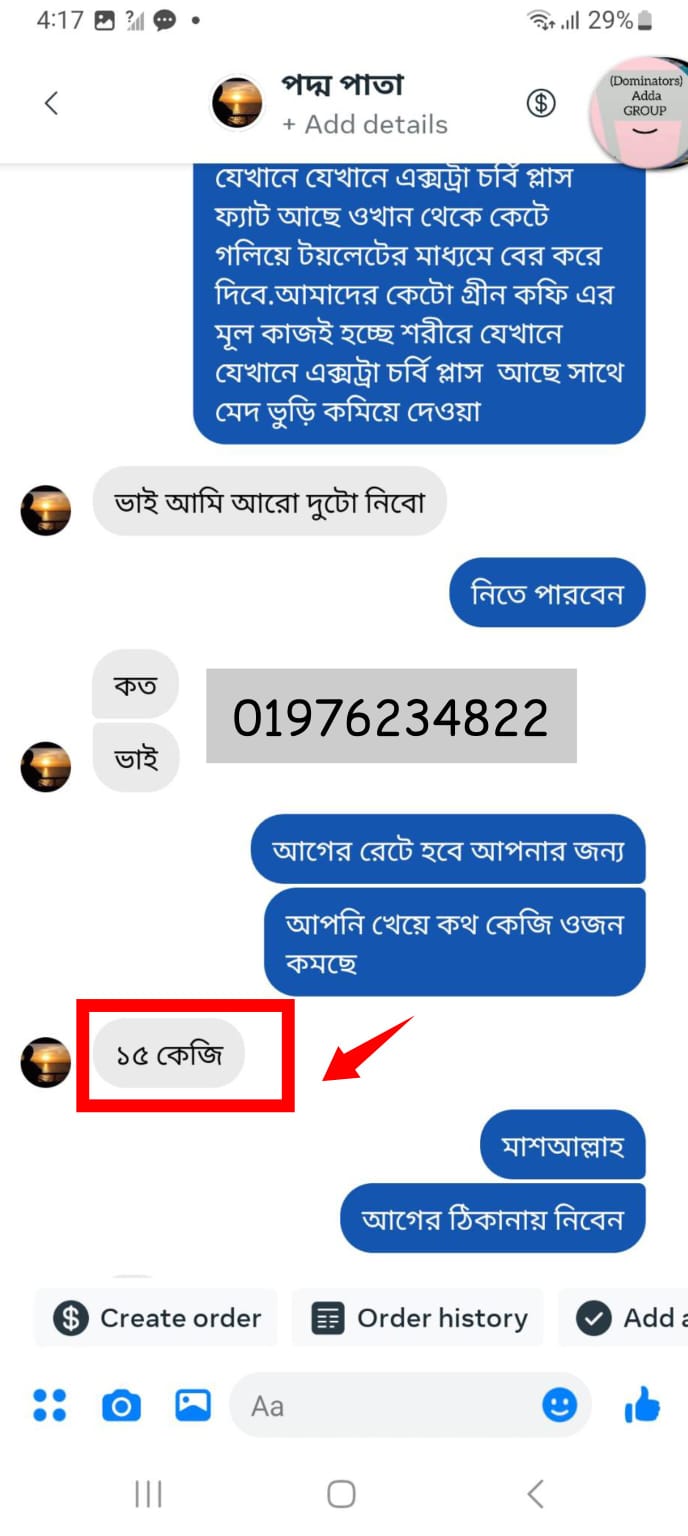 4:17
29%
পদ্ম পাতা
+ Add details
(Dominators)
Adda
GROUP
যেখানে যেখানে এক্সট্রা চর্বি প্লাস
ফ্যাট আছে ওখান থেকে কেটে
গলিয়ে টয়লেটের মাধ্যমে বের করে
দিবে.আমাদের কেটো গ্রীন কফি এর
মূল কাজই হচ্ছে শরীরে যেখানে
যেখানে এক্সট্রা চর্বি প্লাস আছে সাথে
মেদ ভুড়ি কমিয়ে দেওয়া
ভাই আমি আরো দুটো নিবো
নিতে পারবেন
কত
01976234822
ভাই
আগের রেটে হবে আপনার জন্য
আপনি খেয়ে কথ কেজি ওজন
কমছে
১৫ কেজি
মাশআল্লাহ
আগের ঠিকানায় নিবেন
Create order
Order history
Add a
Aa